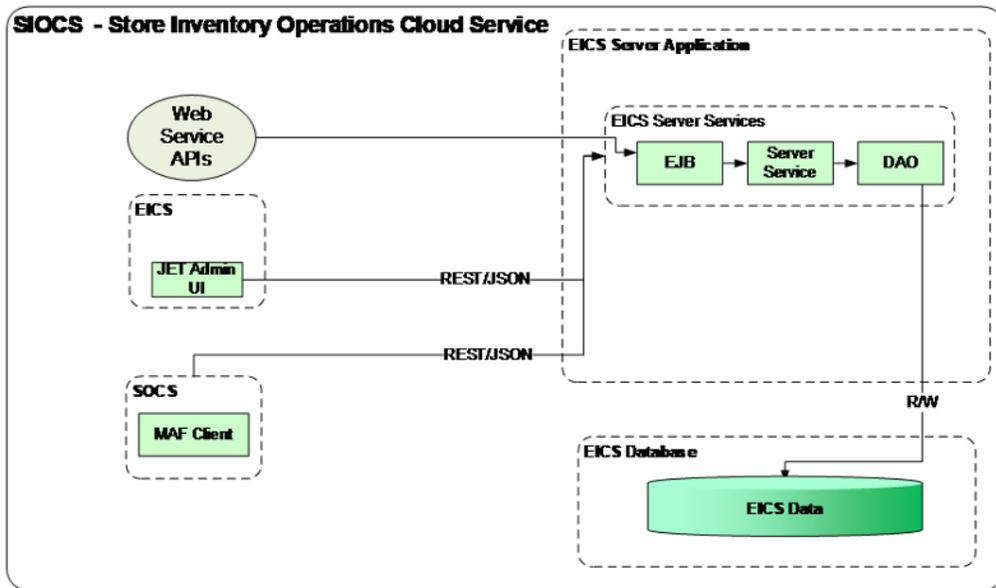 SIOCS - Store Inventory Operations Cloud Service
EICS Server Application
Web
Service
APIs
EICS Server Services
EJB
Server
Service
DAO
EICS
JET Admin
UI
REST/JSON
REST/JSON
SOCS
MAF Client
R/W
EICS Database
EICS Data